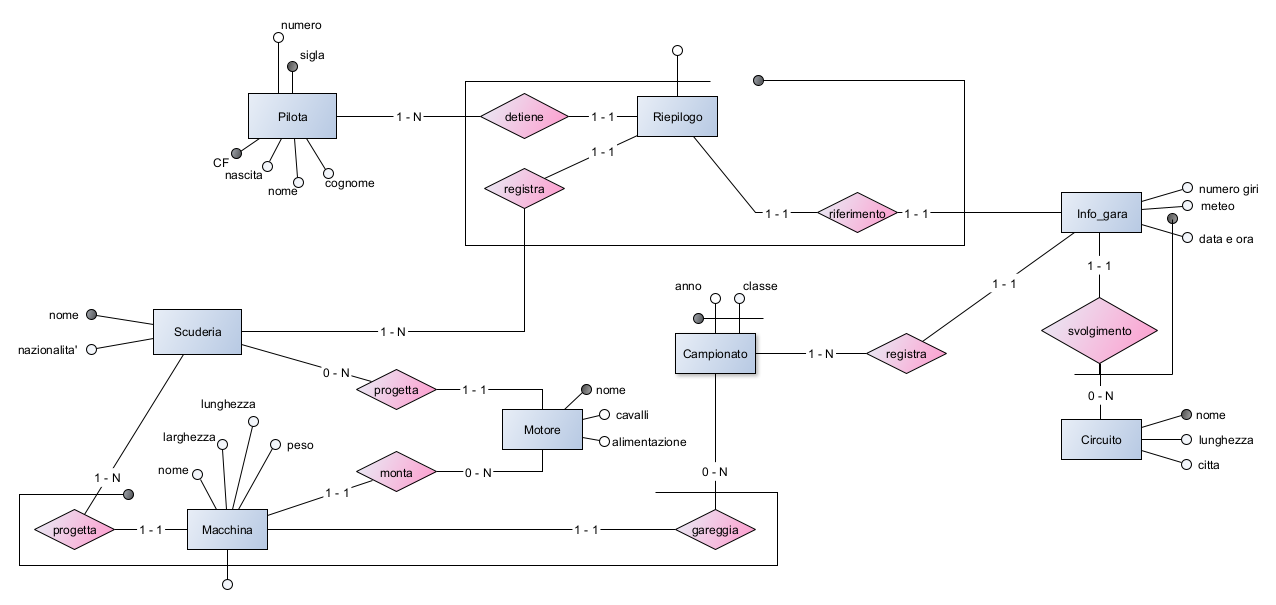 numero
sigla
Pilota
1 - N
detiene
1 - 1
Riepilogo
CF
nascita
nome
cognome
1 - 1
registra
1 - 1
riferimento
1 - 1
Info_gara
numero giri
meteo
data e ora
1 - 1
1 - 1
anno
classe
nome
nazionalita'
Scuderia
1 - N
svolgimento
Campionato
1 - N
registra
0 - N
progetta
1 - 1
nome
cavalli
alimentazione
Motore
0 - N
nome
lunghezza
citta
Circuito
lunghezza
larghezza
peso
nome
monta
0 - N
1 - N
1 - 1
0 - N
progetta
1 - 1
Macchina
1 - 1
gareggia